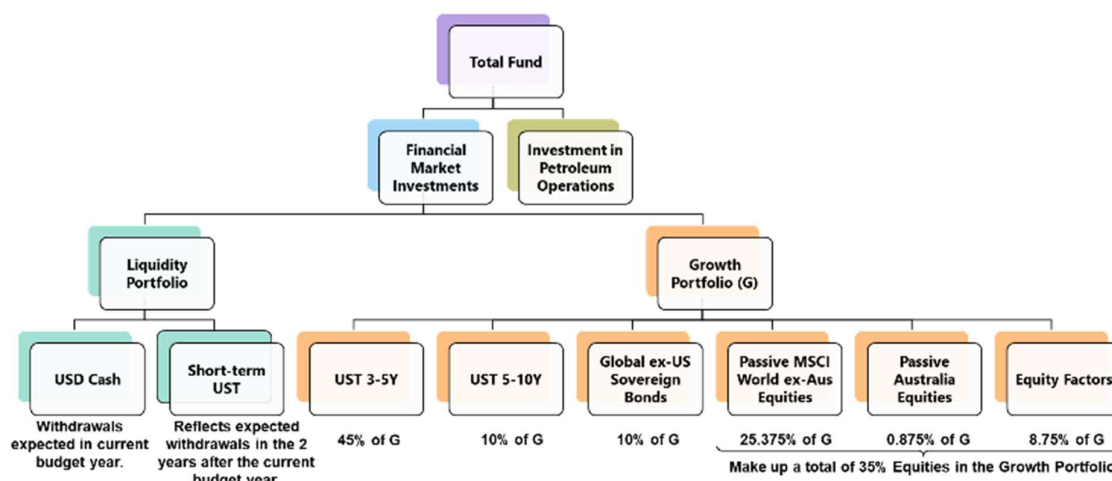 Total Fund
Financial
Market
Investments
Investment in
Petroleum
Operations
Liquidity
Portfolio
Growth
Portfolio (G)
USD Cash
Short-term
UST
UST 3-5Y
UST 5-10Y
Global ex-US
Sovereign
Bonds
Passive MSCI
World ex-Aus
Equities
Passive
Australia
Equities
Equity Factors
Withdrawals
expected in current
budget year.
Reflects expected
withdrawals in the 2
years after the current
budget year
45% of G
10% of G
10% of G
25.375% of G
0.875% of G
8.75% of G
Make up a total of 35% Equities in the Growth Portfolio